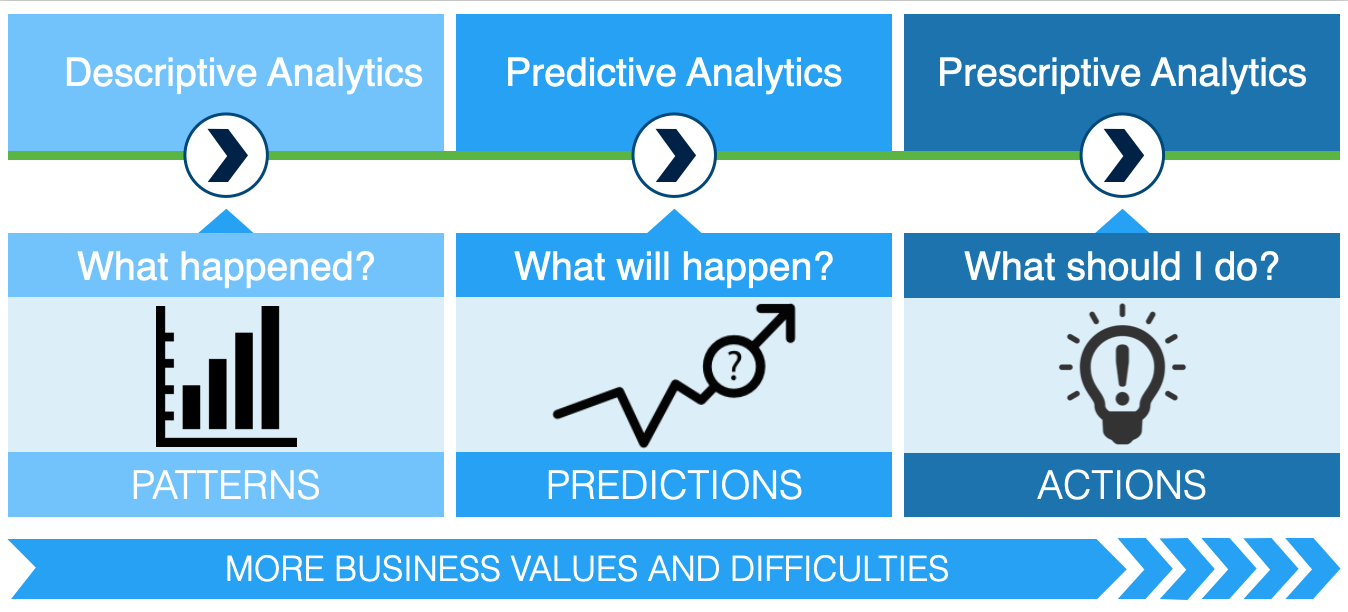 Descriptive Analytics
Predictive Analytics
Prescriptive Analytics
What happened?
What will happen?
What should I do?
?
!
PATTERNS
PREDICTIONS
ACTIONS
MORE BUSINESS VALUES AND DIFFICULTIES